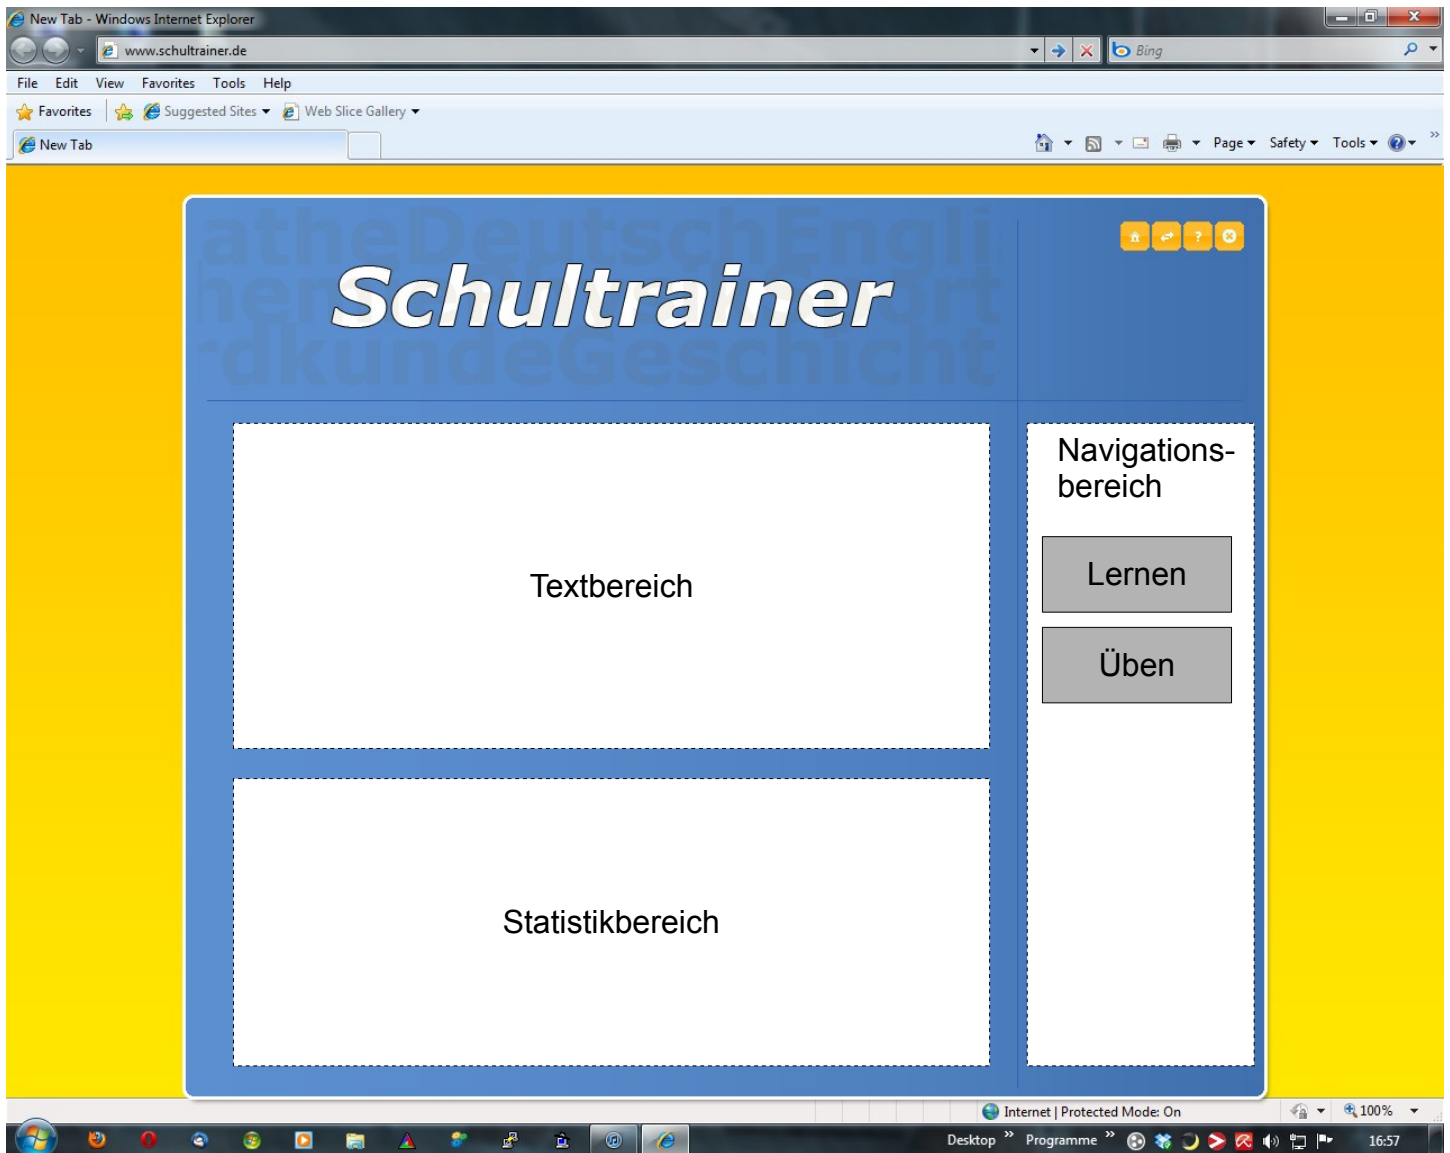 New Tab - Windows Internet Explorer
www.schultrainer.de
Bing
File Edit View Favorites Tools Help
Favorites Suggested Sites Web Slice Gallery
New Tab
Page Safety Tools
atheDeutschEngli
Schultrainer
rdkundeGeschicht
Navigations-
bereich
Textbereich
Lernen
Üben
Statistikbereich
Internet | Protected Mode: On
100%
Desktop Programme
16:57